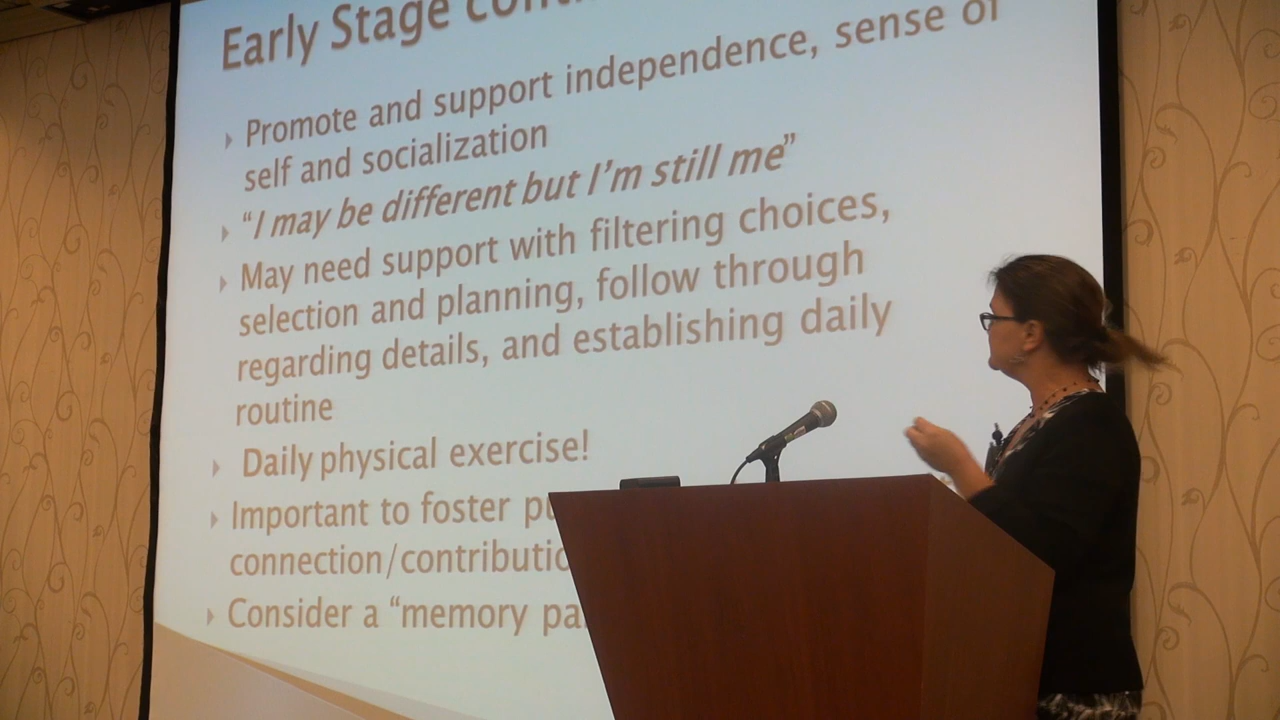 Early Stage
Promote and support independence, sense of
self and socialization
“I may be different but I’m still me”
May need support with filtering choices,
selection and planning, follow through
regarding details, and establishing daily
routine
Daily physical exercise!
Important to foster
connection/
Consider a “memory